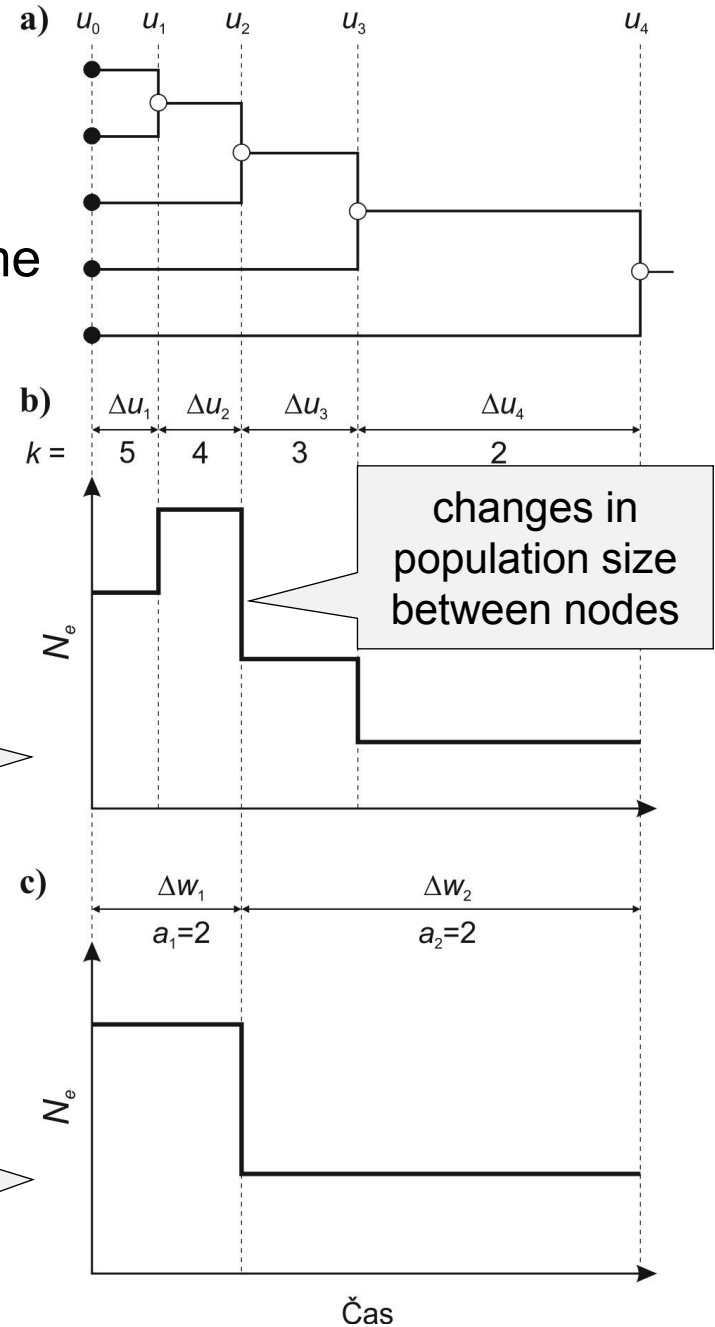 a) u₀ u₁ u₂ u₃ u₄
ne
b) Δu₁ Δu₂ Δu₃ Δu₄
k = 5 4 3 2
changes in
population size
between nodes
Nₑ
c) Δw₁ Δw₂
a₁=2 a₂=2
Nₑ
Čas